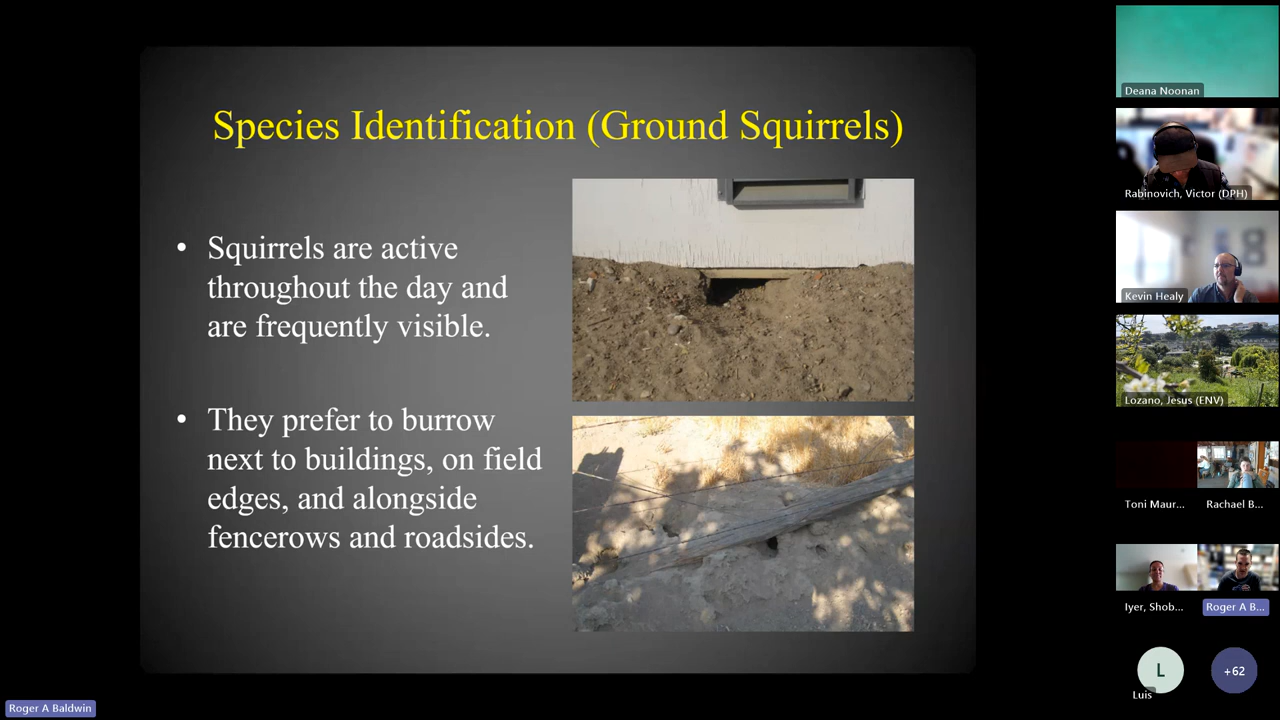 Species Identification (Ground Squirrels)
• Squirrels are active
throughout the day and
are frequently visible.
• They prefer to burrow
next to buildings, on field
edges, and alongside
fencerows and roadsides.
Deana Noonan
Rabinovich, Victor (DPH)
Kevin Healy
Lozano, Jesus (ENV)
Toni Maur...
Rachael B...
Iyer, Shob...
Roger A B...
L
Luis
+62
Roger A Baldwin